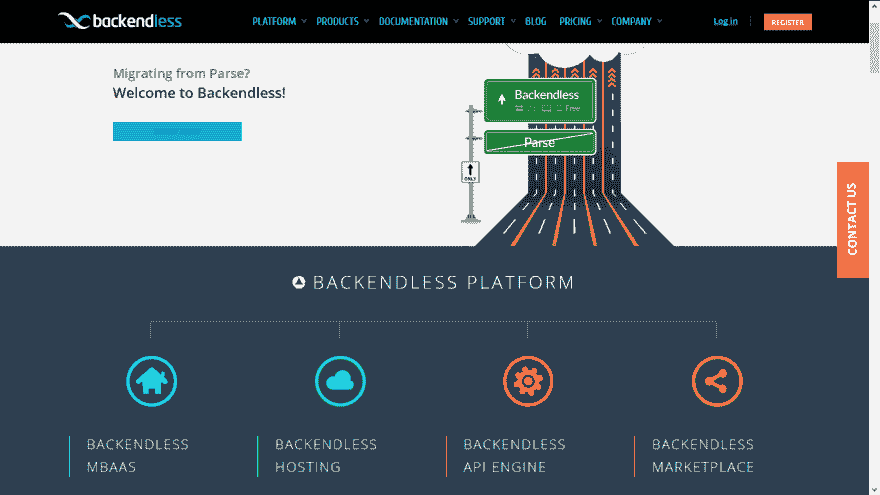 backendless
PLATFORM PRODUCTS DOCUMENTATION SUPPORT BLOG PRICING COMPANY Log in REGISTER
Migrating from Parse?
Welcome to Backendless!
Backendless
Free
Parse
ONLY
CONTACT US
BACKENDLESS PLATFORM
BACKENDLESS
MBAAS
BACKENDLESS
HOSTING
BACKENDLESS
API ENGINE
BACKENDLESS
MARKETPLACE